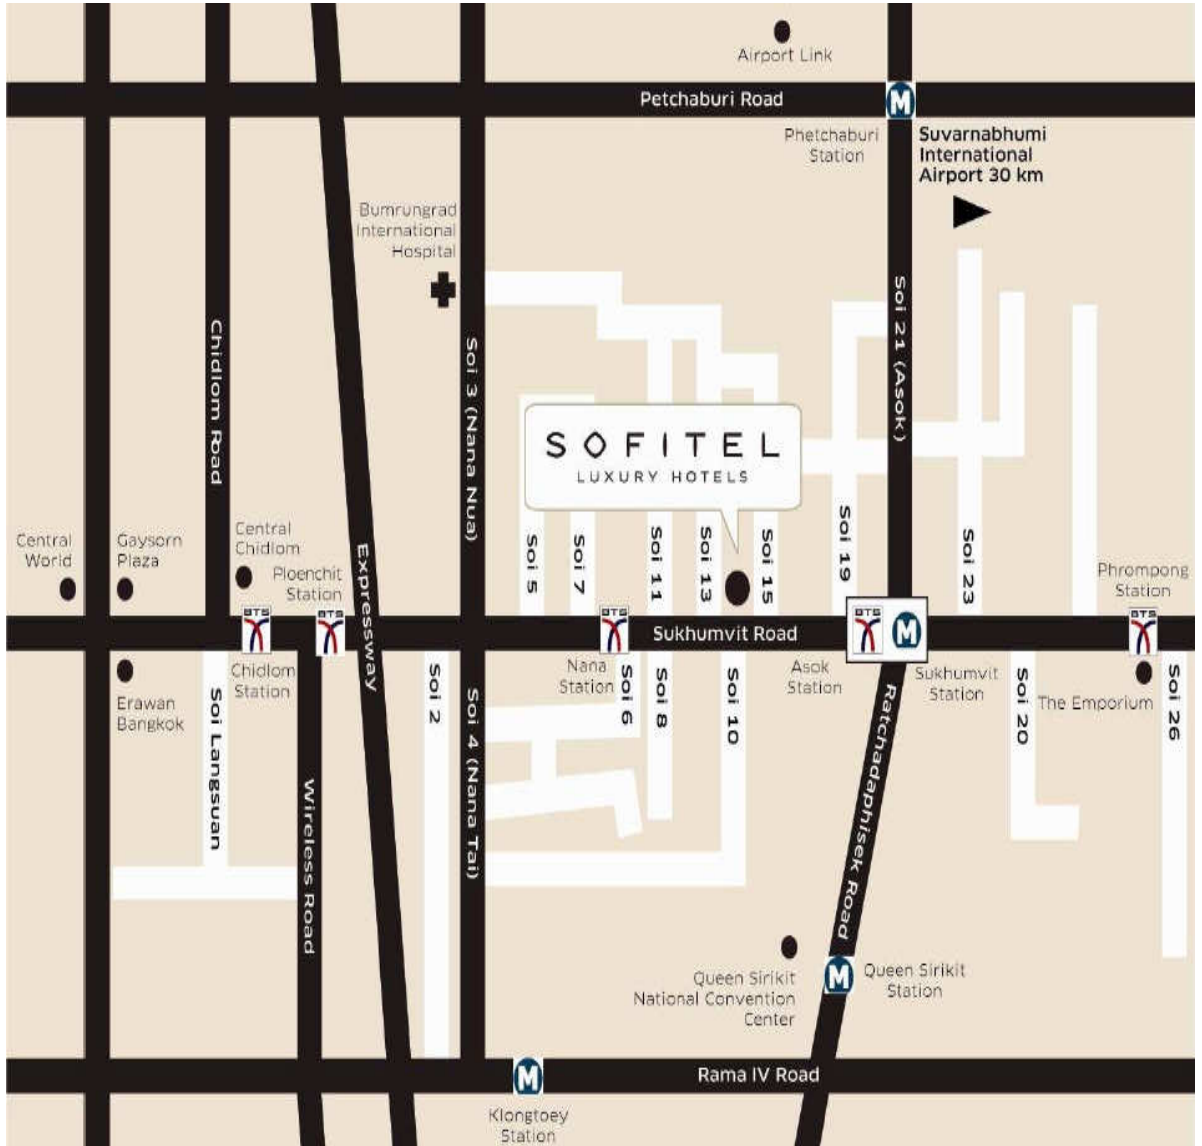 Airport Link
Petchaburi Road
M
Phetchaburi
Station
Suvarnabhumi
International
Airport 30 km
Bumrungrad
International
Hospital
Chidlom Road
Soi 3 (Nana Nua)
Soi 21 (Asok)
SOFITEL
LUXURY HOTELS
Central
World
Gaysorn
Plaza
Central
Chidlom
Ploenchit
Station
Expressway
Soi 5
Soi 7
Soi 11
Soi 13
Soi 15
Soi 19
Soi 23
Phrompong
Station
BTS
BTS
BTS
Sukhumvit Road
BTS
M
BTS
Erawan
Bangkok
Soi Langsuan
Chidlom
Station
Wireless Road
Soi 2
Soi 4 (Nana Tai)
Nana
Station
Soi 6
Soi 8
Soi 10
Asok
Station
Ratchadaphisek Road
Sukhumvit
Station
Soi 20
The Emporium
Soi 26
Queen Sirikit
National Convention
Center
M
Queen Sirikit
Station
M
Rama IV Road
Klongtoey
Station